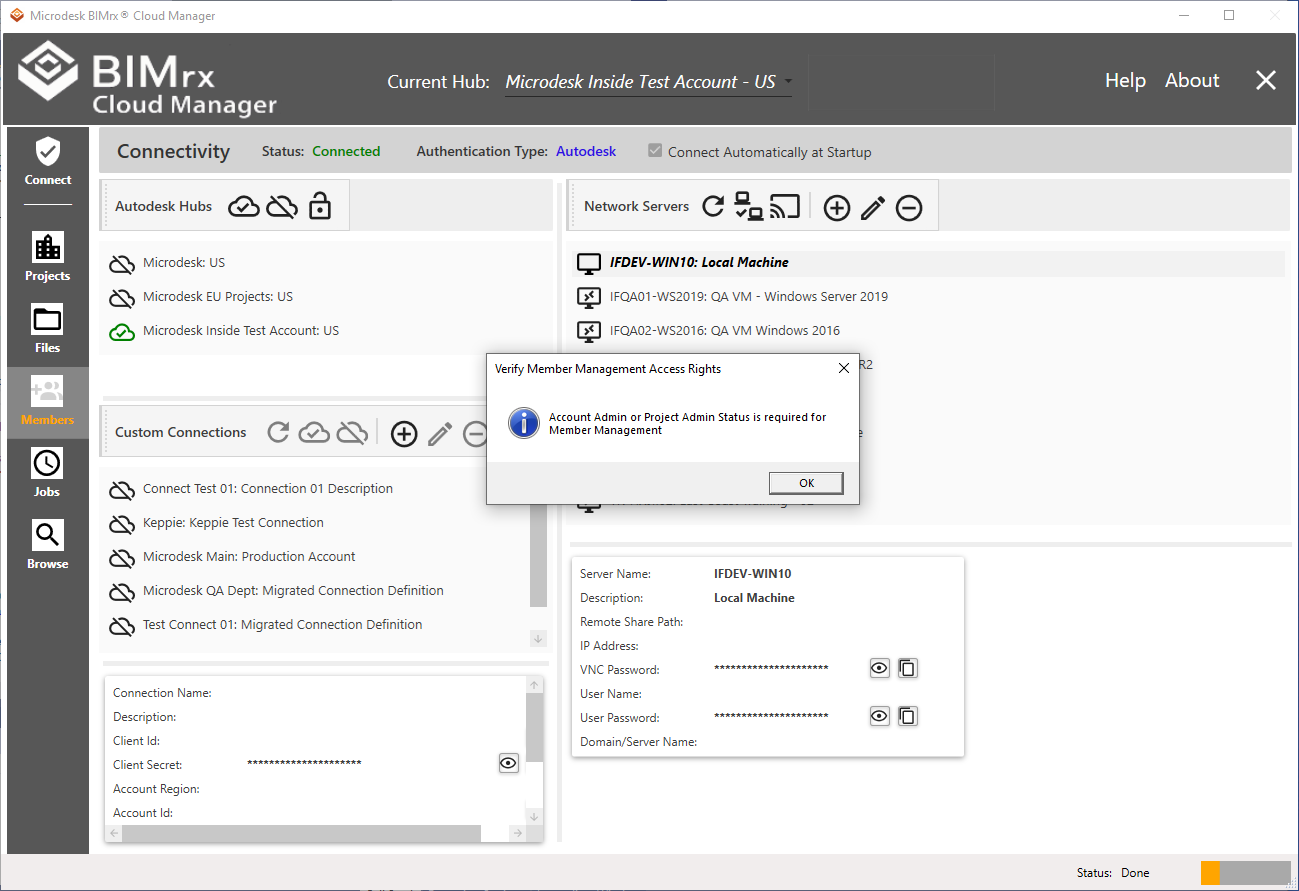 Microdesk BIMrx® Cloud Manager
BIMrx
Cloud Manager
Current Hub: Microdesk Inside Test Account - US
Help About
Connect
Projects
Files
Members
Jobs
Browse
Connectivity Status: Connected Authentication Type: Autodesk Connect Automatically at Startup
Autodesk Hubs
Microdesk: US
Microdesk EU Projects: US
Microdesk Inside Test Account: US
Network Servers
IFDEV-WIN10: Local Machine
IFQA01-WS2019: QA VM - Windows Server 2019
IFQA02-WS2016: QA VM Windows 2016
R2
Verify Member Management Access Rights
Account Admin or Project Admin Status is required for
Member Management
OK
Custom Connections
Connect Test 01: Connection 01 Description
Keppie: Keppie Test Connection
Microdesk Main: Production Account
Microdesk QA Dept: Migrated Connection Definition
Test Connect 01: Migrated Connection Definition
Connection Name:
Description:
Client Id:
Client Secret: *********************
Account Region:
Account Id:
Server Name: IFDEV-WIN10
Description: Local Machine
Remote Share Path:
IP Address:
VNC Password: *********************
User Name:
User Password: *********************
Domain/Server Name:
Status: Done